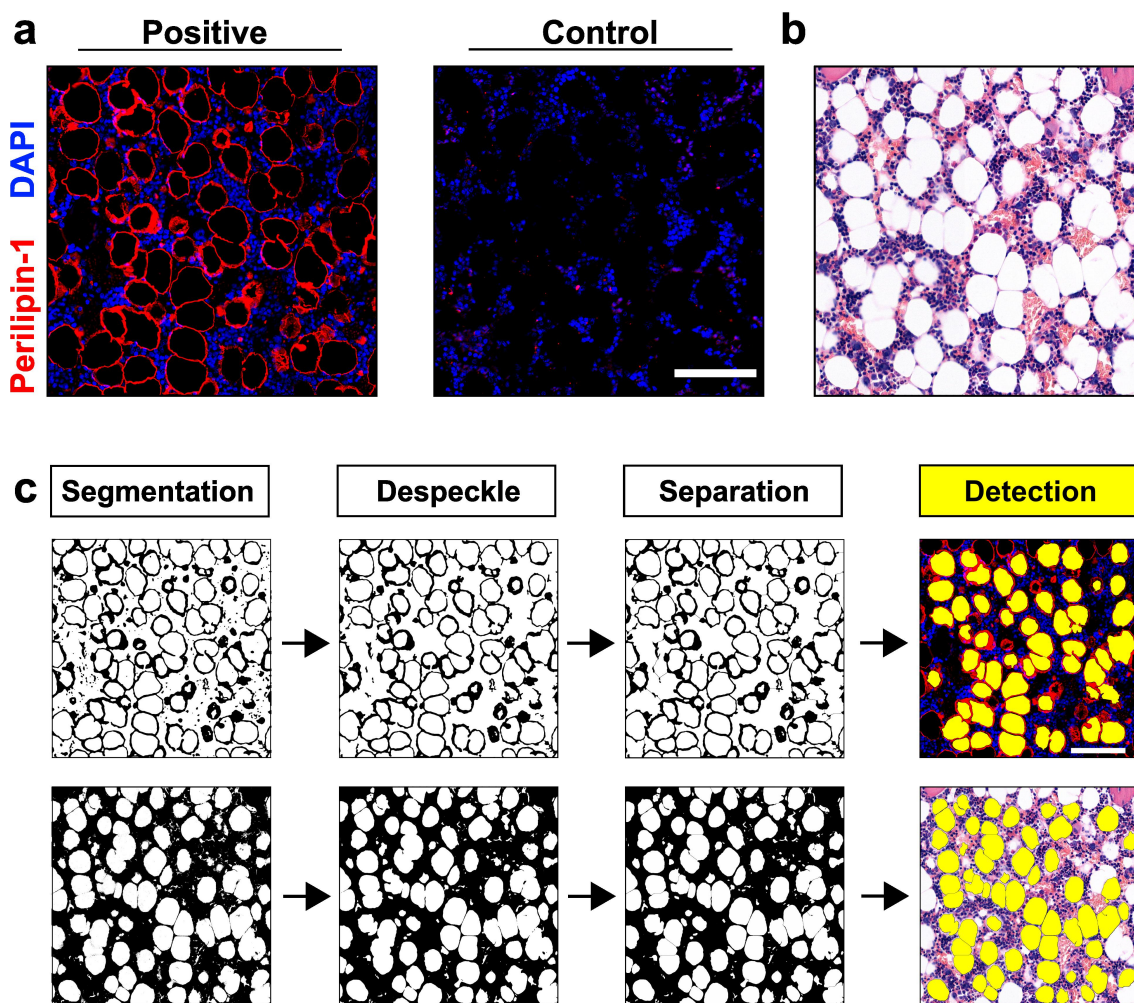 a
Positive
Control
b
Perilipin-1 DAPI
c
Segmentation
Despeckle
Separation
Detection